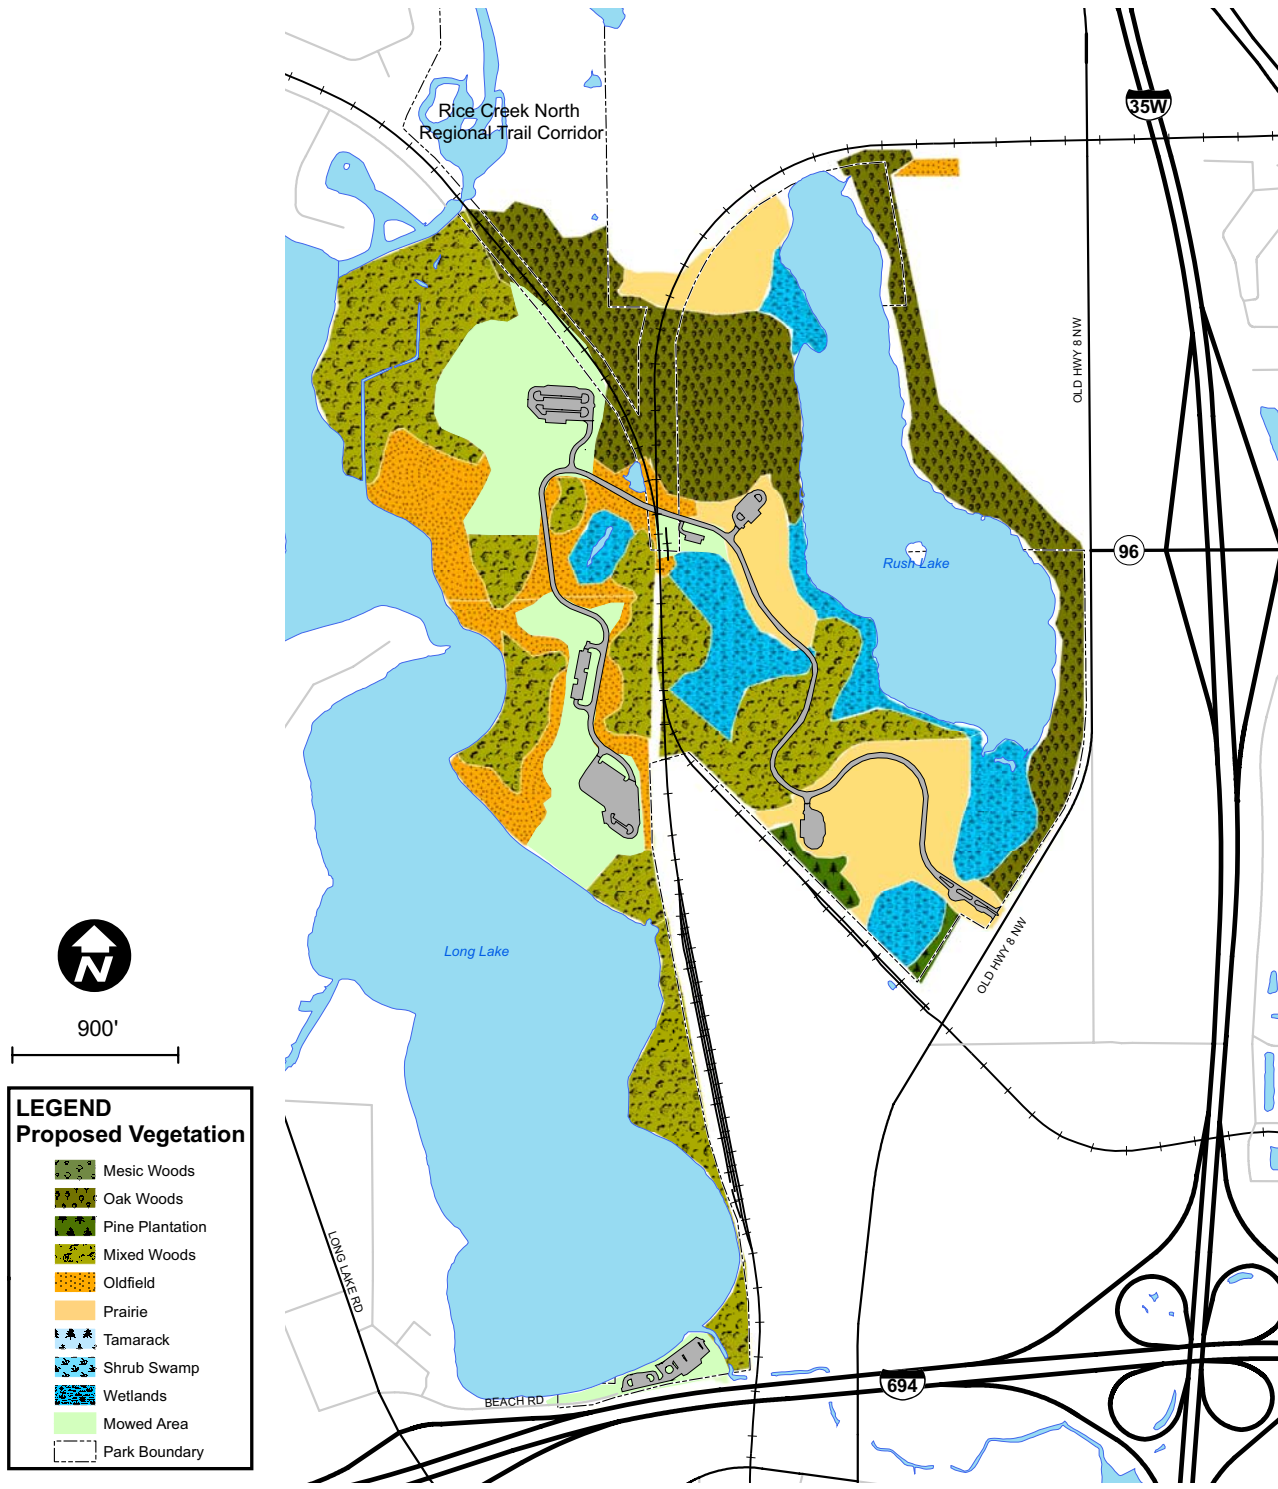 Rice Creek North
Regional Trail Corridor
35W
OLD HWY 8 NW
96
Rush Lake
Long Lake
OLD HWY 8 NW
N
900'
LEGEND
Proposed Vegetation
Mesic Woods
Oak Woods
Pine Plantation
Mixed Woods
Oldfield
Prairie
Tamarack
Shrub Swamp
Wetlands
Mowed Area
Park Boundary
LONG LAKE RD
BEACH RD
694